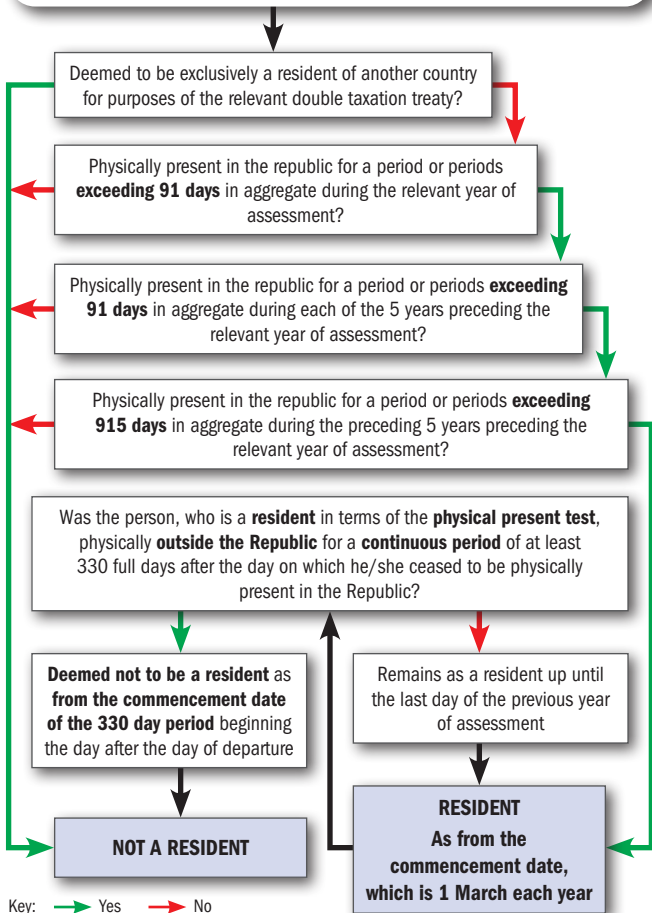 Deemed to be exclusively a resident of another country
for purposes of the relevant double taxation treaty?
Physically present in the republic for a period or periods
exceeding 91 days in aggregate during the relevant year of
assessment?
Physically present in the republic for a period or periods exceeding
91 days in aggregate during each of the 5 years preceding the
relevant year of assessment?
Physically present in the republic for a period or periods exceeding
915 days in aggregate during the preceding 5 years preceding the
relevant year of assessment?
Was the person, who is a resident in terms of the physical present test,
physically outside the Republic for a continuous period of at least
330 full days after the day on which he/she ceased to be physically
present in the Republic?
Deemed not to be a resident as
from the commencement date
of the 330 day period beginning
the day after the day of departure
Remains as a resident up until
the last day of the previous year
of assessment
NOT A RESIDENT
RESIDENT
As from the
commencement date,
which is 1 March each year
Key: Yes No